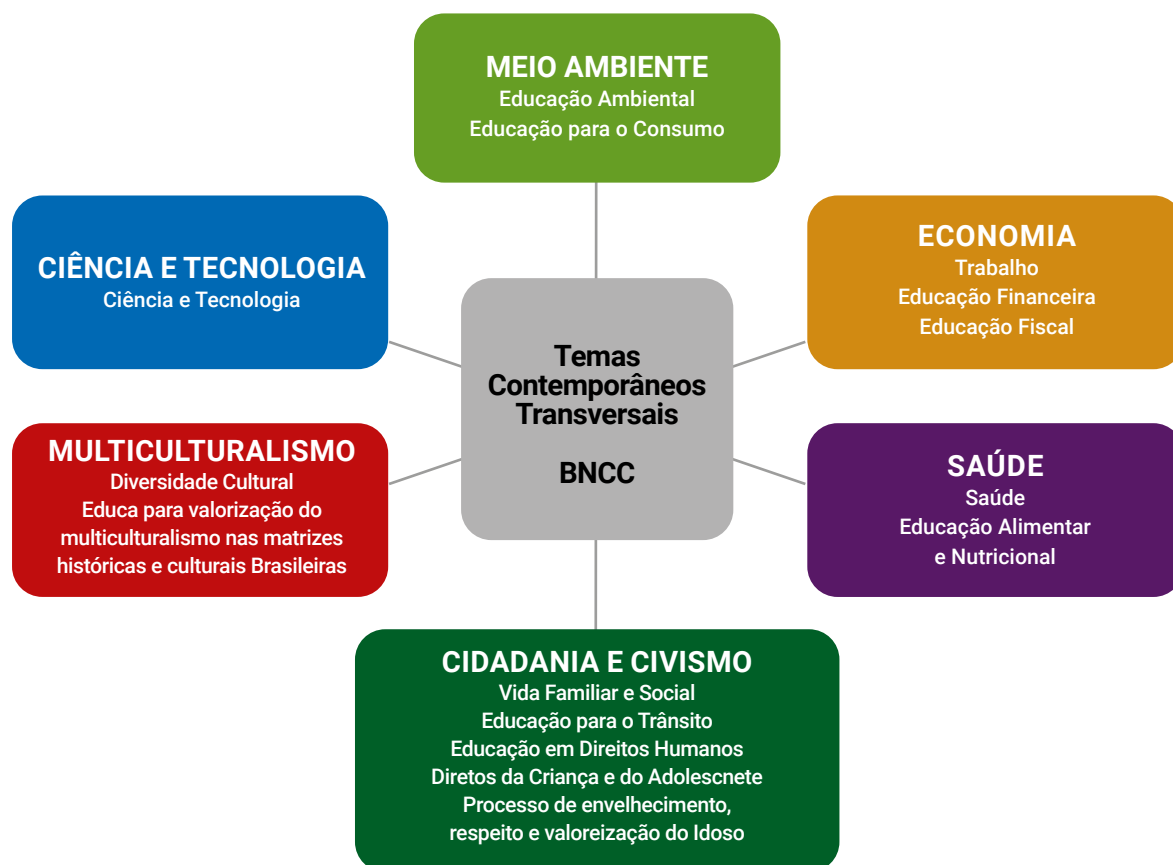 MEIO AMBIENTE
Educação Ambiental
Educação para o Consumo
CIÊNCIA E TECNOLOGIA
Ciência e Tecnologia
ECONOMIA
Trabalho
Educação Financeira
Educação Fiscal
Temas
Contemporâneos
Transversais
BNCC
MULTICULTURALISMO
Diversidade Cultural
Educa para valorização do
multiculturalismo nas matrizes
históricas e culturais Brasileiras
SAÚDE
Saúde
Educação Alimentar
e Nutricional
CIDADANIA E CIVISMO
Vida Familiar e Social
Educação para o Trânsito
Educação em Direitos Humanos
Diretos da Criança e do Adolescnete
Processo de envelhecimento,
respeito e valoreização do Idoso